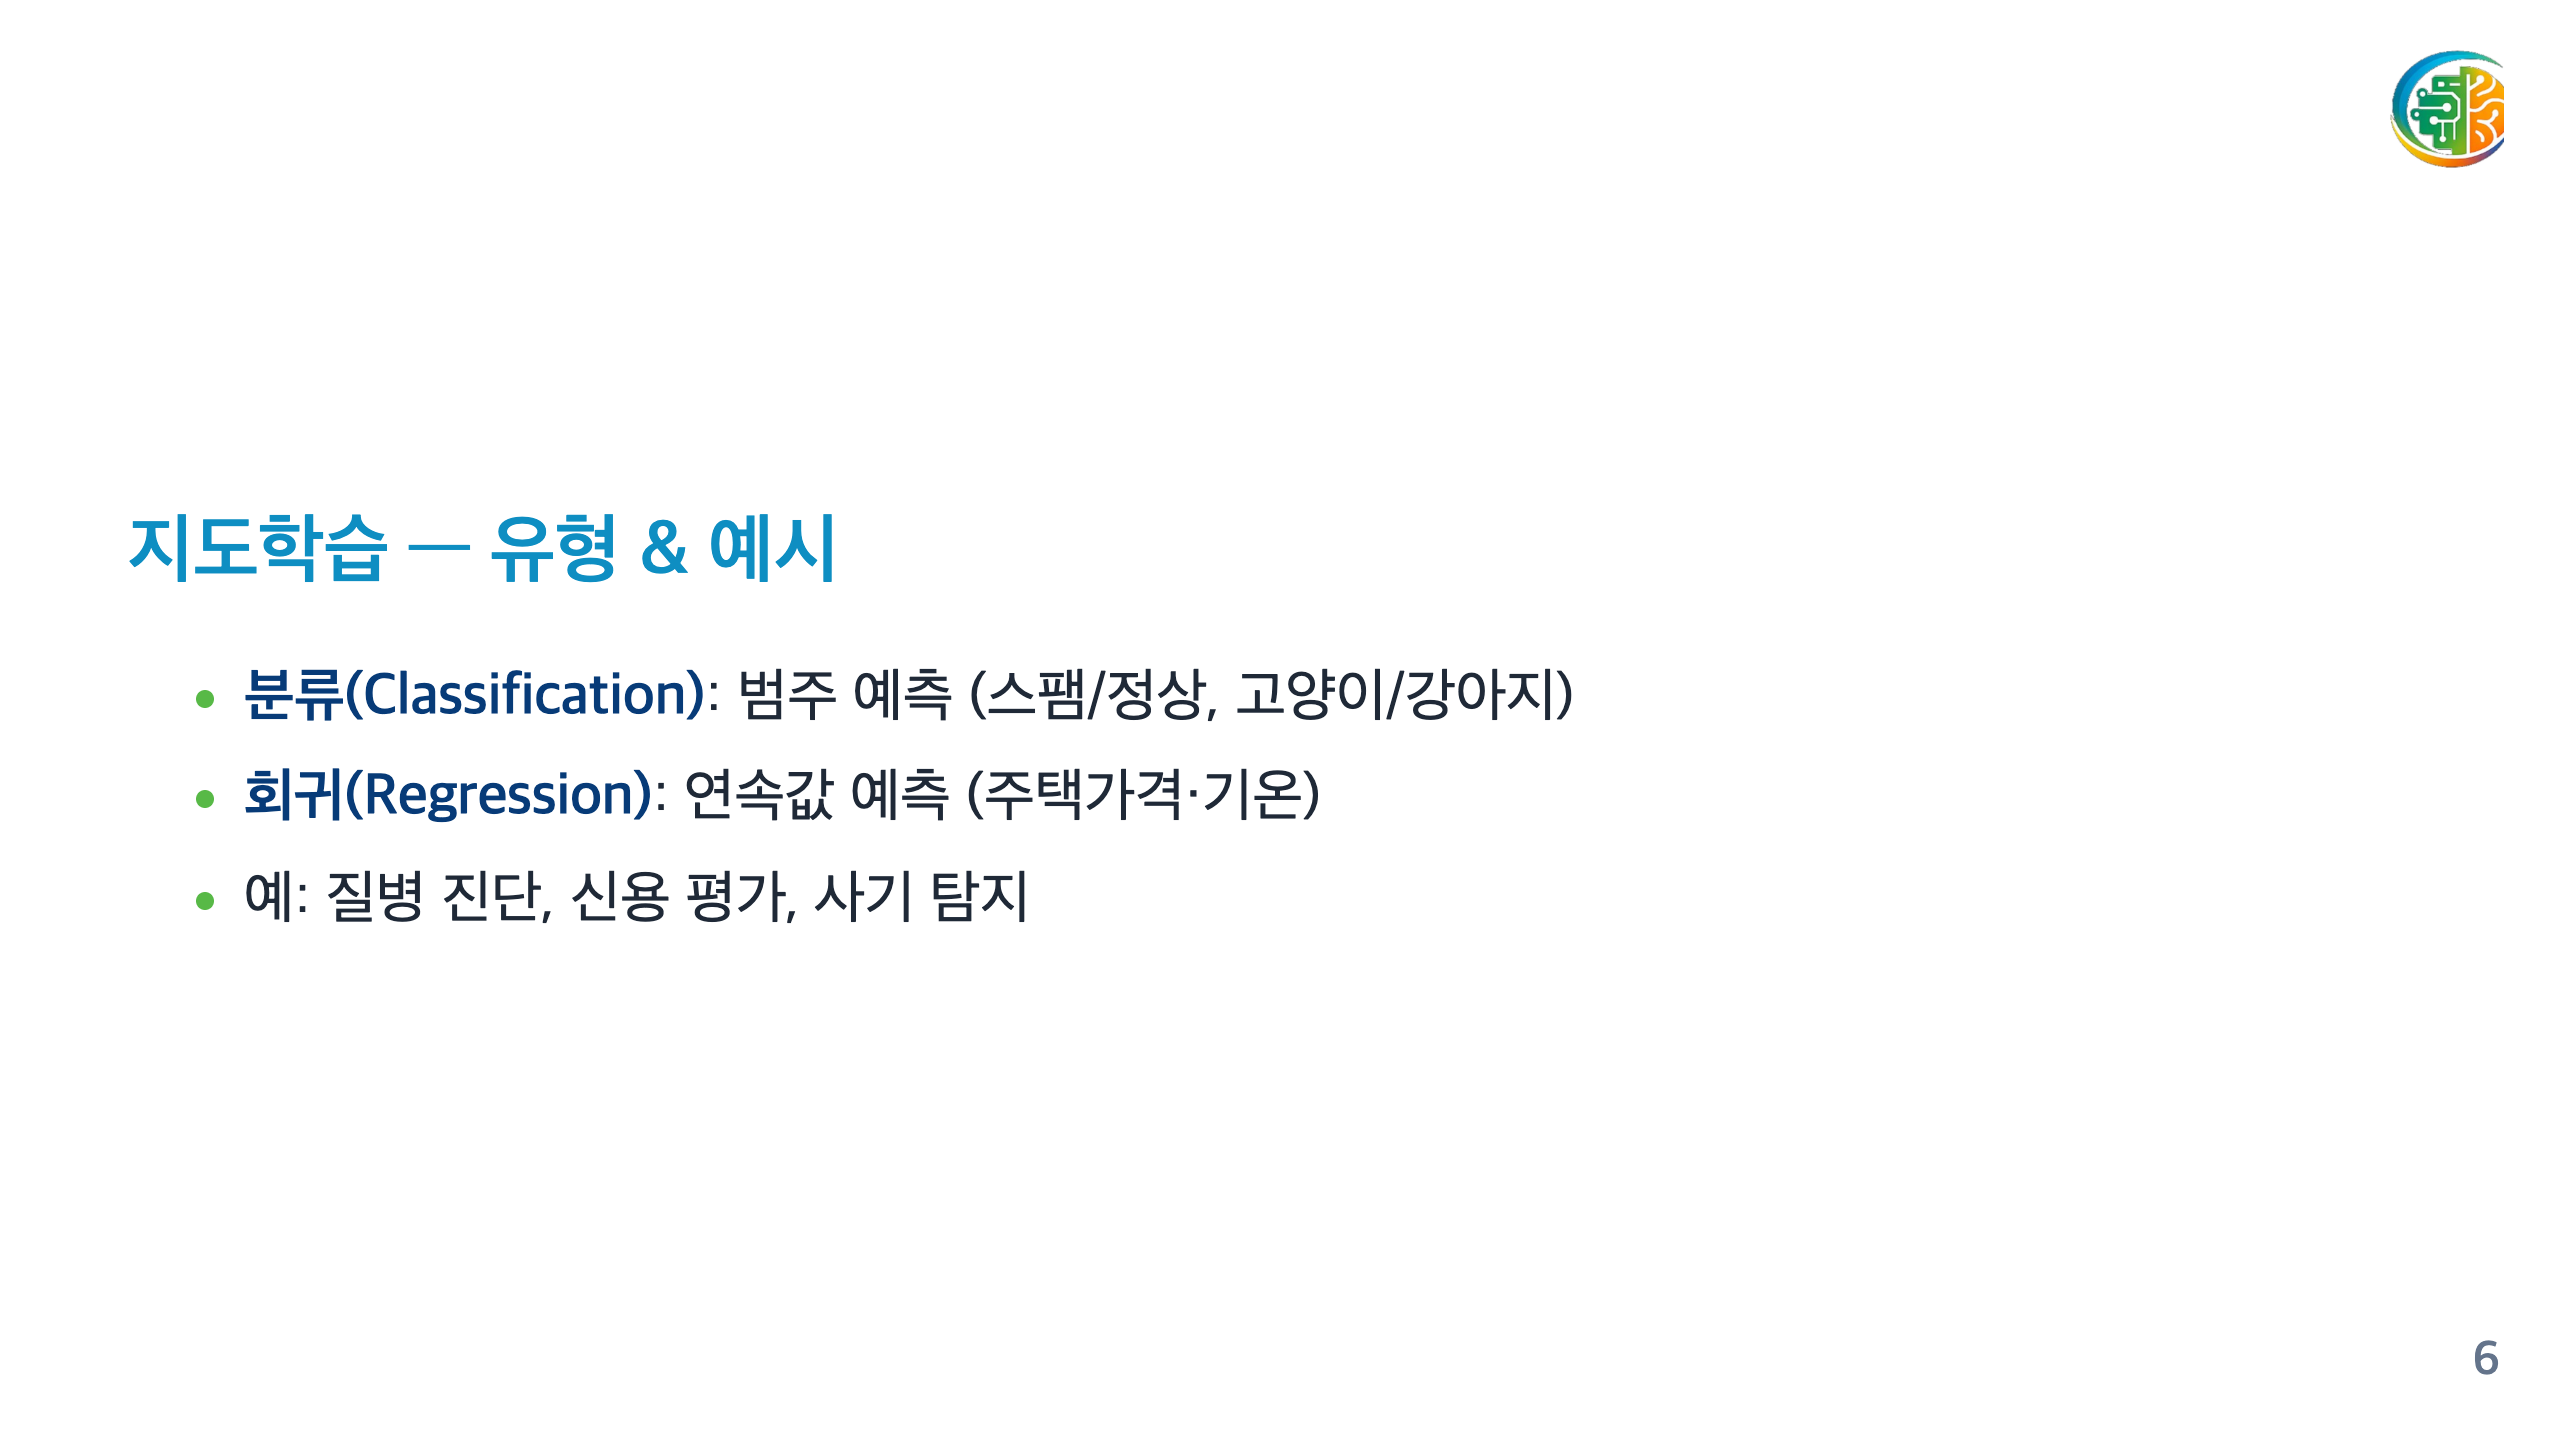 지도학습 — 유형 & 예시
분류(Classification): 범주 예측 (스팸/정상, 고양이/강아지)
회귀(Regression): 연속값 예측 (주택가격·기온)
예: 질병 진단, 신용 평가, 사기 탐지
6